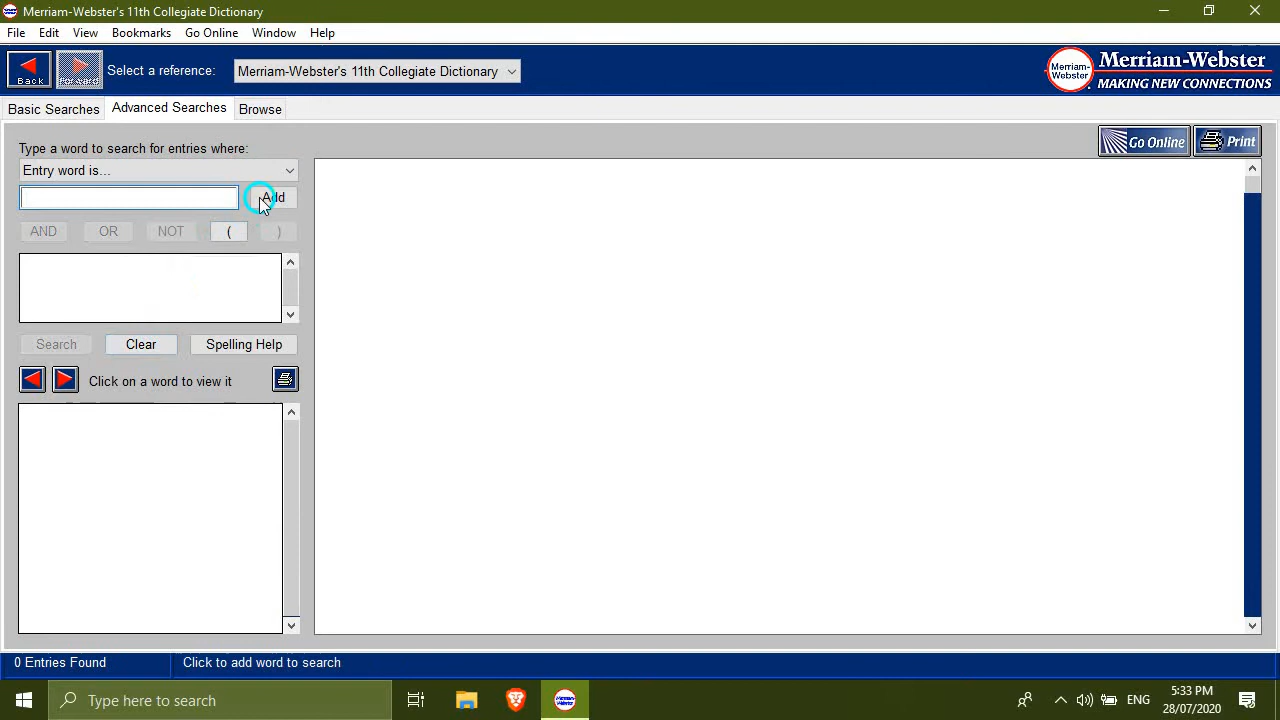 Merriam-Webster's 11th Collegiate Dictionary
File Edit View Bookmarks Go Online Window Help
Back
Select a reference:
Merriam-Webster's 11th Collegiate Dictionary
Merriam-Webster
Merriam-Webster
MAKING NEW CONNECTIONS
Basic Searches Advanced Searches Browse
Go Online Print
Type a word to search for entries where:
Entry word is...
Add
AND OR NOT ( )
Search Clear Spelling Help
Click on a word to view it
0 Entries Found Click to add word to search
Type here to search
ENG
5:33 PM
28/07/2020